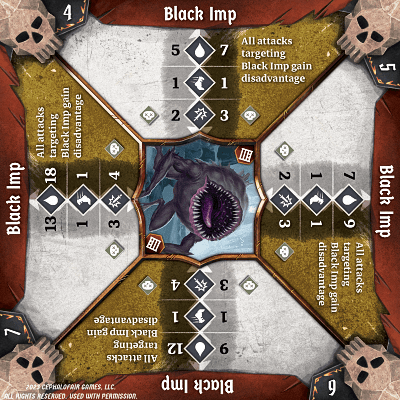 4
Black Imp
5 7
1 1
2 3
All attacks
targeting
Black Imp gain
disadvantage
5
Black Imp
7 9
1 1
2 3
All attacks
targeting
Black Imp gain
disadvantage
6
Black Imp
9 12
1 1
3 4
All attacks
targeting
Black Imp gain
disadvantage
7
Black Imp
13 18
1 1
3 4
All attacks
targeting
Black Imp gain
disadvantage
2023 CEPHOLOFAIR GAMES, LLC.
ALL RIGHTS RESERVED. USED WITH PERMISSION.